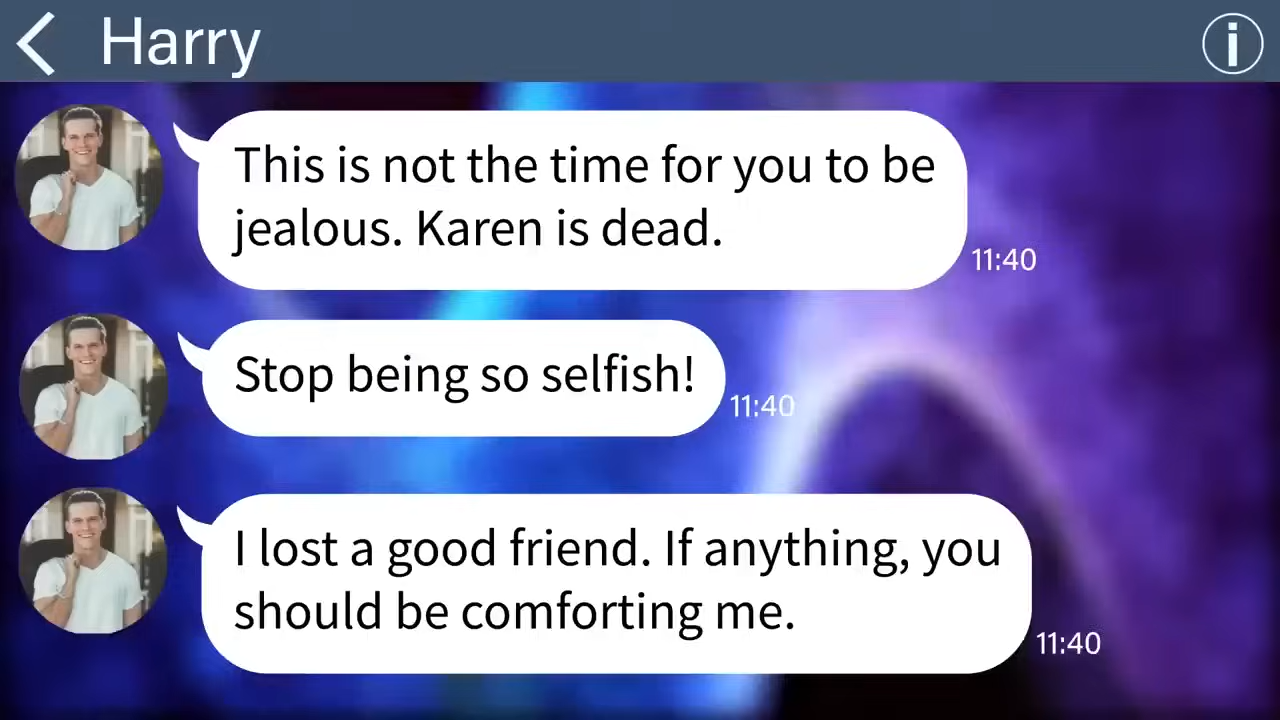 Harry
This is not the time for you to be
jealous. Karen is dead.
11:40
Stop being so selfish!
11:40
I lost a good friend. If anything, you
should be comforting me.
11:40